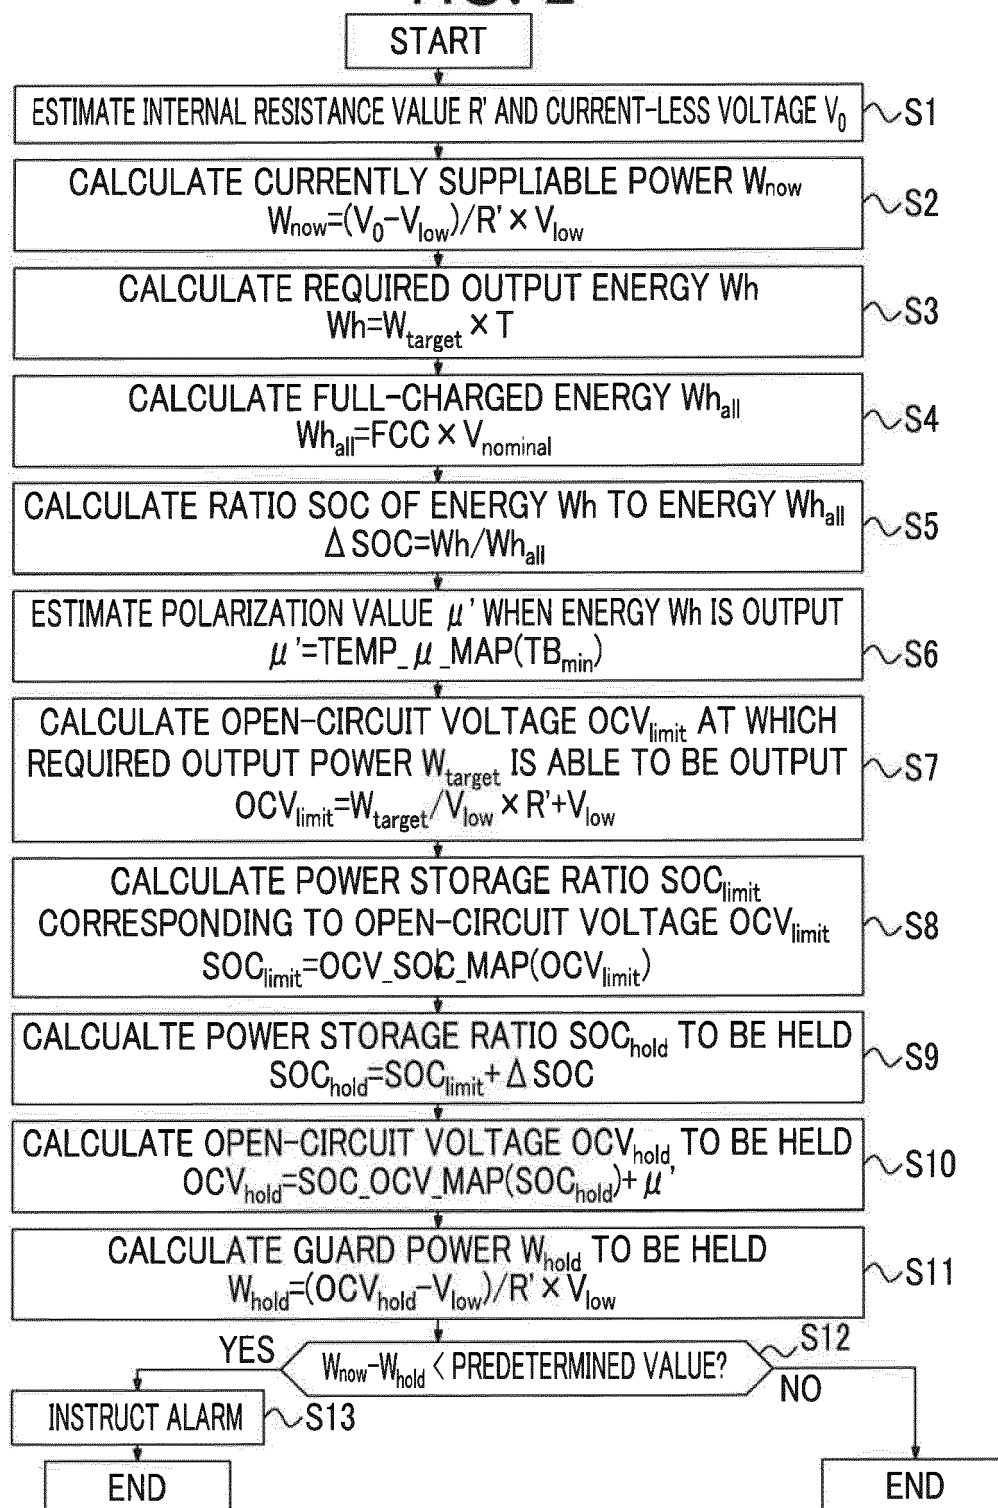 START
ESTIMATE INTERNAL RESISTANCE VALUE R' AND CURRENT-LESS VOLTAGE V0
S1
CALCULATE CURRENTLY SUPPLIABLE POWER Wnow
Wnow=(V0-Vlow)/R'×Vlow
S2
CALCULATE REQUIRED OUTPUT ENERGY Wh
Wh=Wtarget×T
S3
CALCULATE FULL-CHARGED ENERGY Whall
Whall=FCC×Vnominal
S4
CALCULATE RATIO SOC OF ENERGY Wh TO ENERGY Whall
ΔSOC=Wh/Whall
S5
ESTIMATE POLARIZATION VALUE μ' WHEN ENERGY Wh IS OUTPUT
μ'=TEMP_μ_MAP(TBmin)
S6
CALCULATE OPEN-CIRCUIT VOLTAGE OCVlimit AT WHICH
REQUIRED OUTPUT POWER Wtarget IS ABLE TO BE OUTPUT
OCVlimit=Wtarget/Vlow×R'+Vlow
S7
CALCULATE POWER STORAGE RATIO SOClimit
CORRESPONDING TO OPEN-CIRCUIT VOLTAGE OCVlimit
SOClimit=OCV_SOC_MAP(OCVlimit)
S8
CALCUALTE POWER STORAGE RATIO SOChold TO BE HELD
SOChold=SOClimit+ΔSOC
S9
CALCULATE OPEN-CIRCUIT VOLTAGE OCVhold TO BE HELD
OCVhold=SOC_OCV_MAP(SOChold)+μ'
S10
CALCULATE GUARD POWER Whold TO BE HELD
Whold=(OCVhold-Vlow)/R'×Vlow
S11
Wnow-Whold < PREDETERMINED VALUE?
S12
YES
NO
INSTRUCT ALARM
S13
END
END